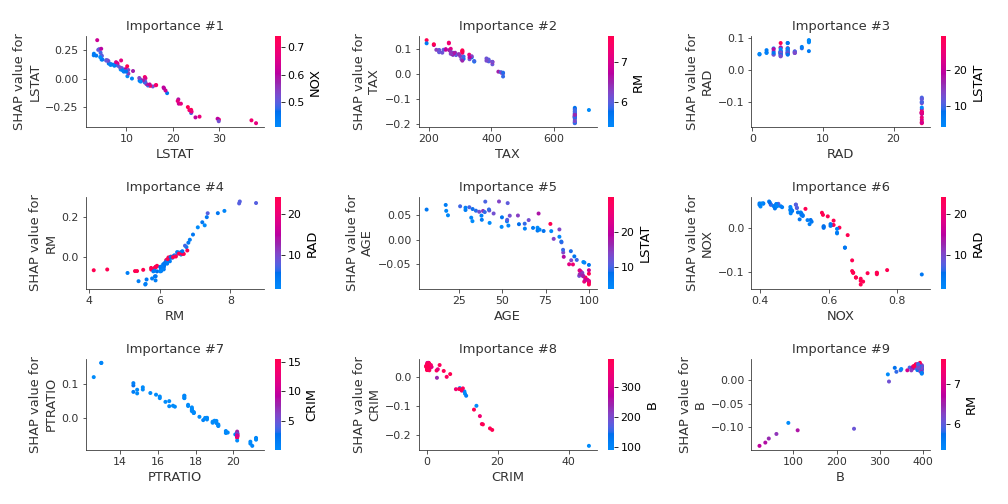 Importance #1
SHAP value for
LSTAT
0.25
0.00
−0.25
10
20
30
LSTAT
0.7
0.6
0.5
NOX
Importance #2
SHAP value for
TAX
0.1
0.0
−0.1
−0.2
200
400
600
TAX
7
6
RM
Importance #3
SHAP value for
RAD
0.1
0.0
−0.1
0
10
20
RAD
20
10
LSTAT
Importance #4
SHAP value for
RM
0.2
0.0
4
6
8
RM
20
10
RAD
Importance #5
SHAP value for
AGE
0.05
0.00
−0.05
25
50
75
100
AGE
20
10
LSTAT
Importance #6
SHAP value for
NOX
0.0
−0.1
0.4
0.6
0.8
NOX
20
10
RAD
Importance #7
SHAP value for
PTRATIO
0.1
0.0
14
16
18
20
PTRATIO
15
10
5
CRIM
Importance #8
SHAP value for
CRIM
0.0
−0.1
−0.2
0
20
40
CRIM
300
200
100
B
Importance #9
SHAP value for
B
0.00
−0.05
−0.10
100
200
300
400
B
7
6
RM